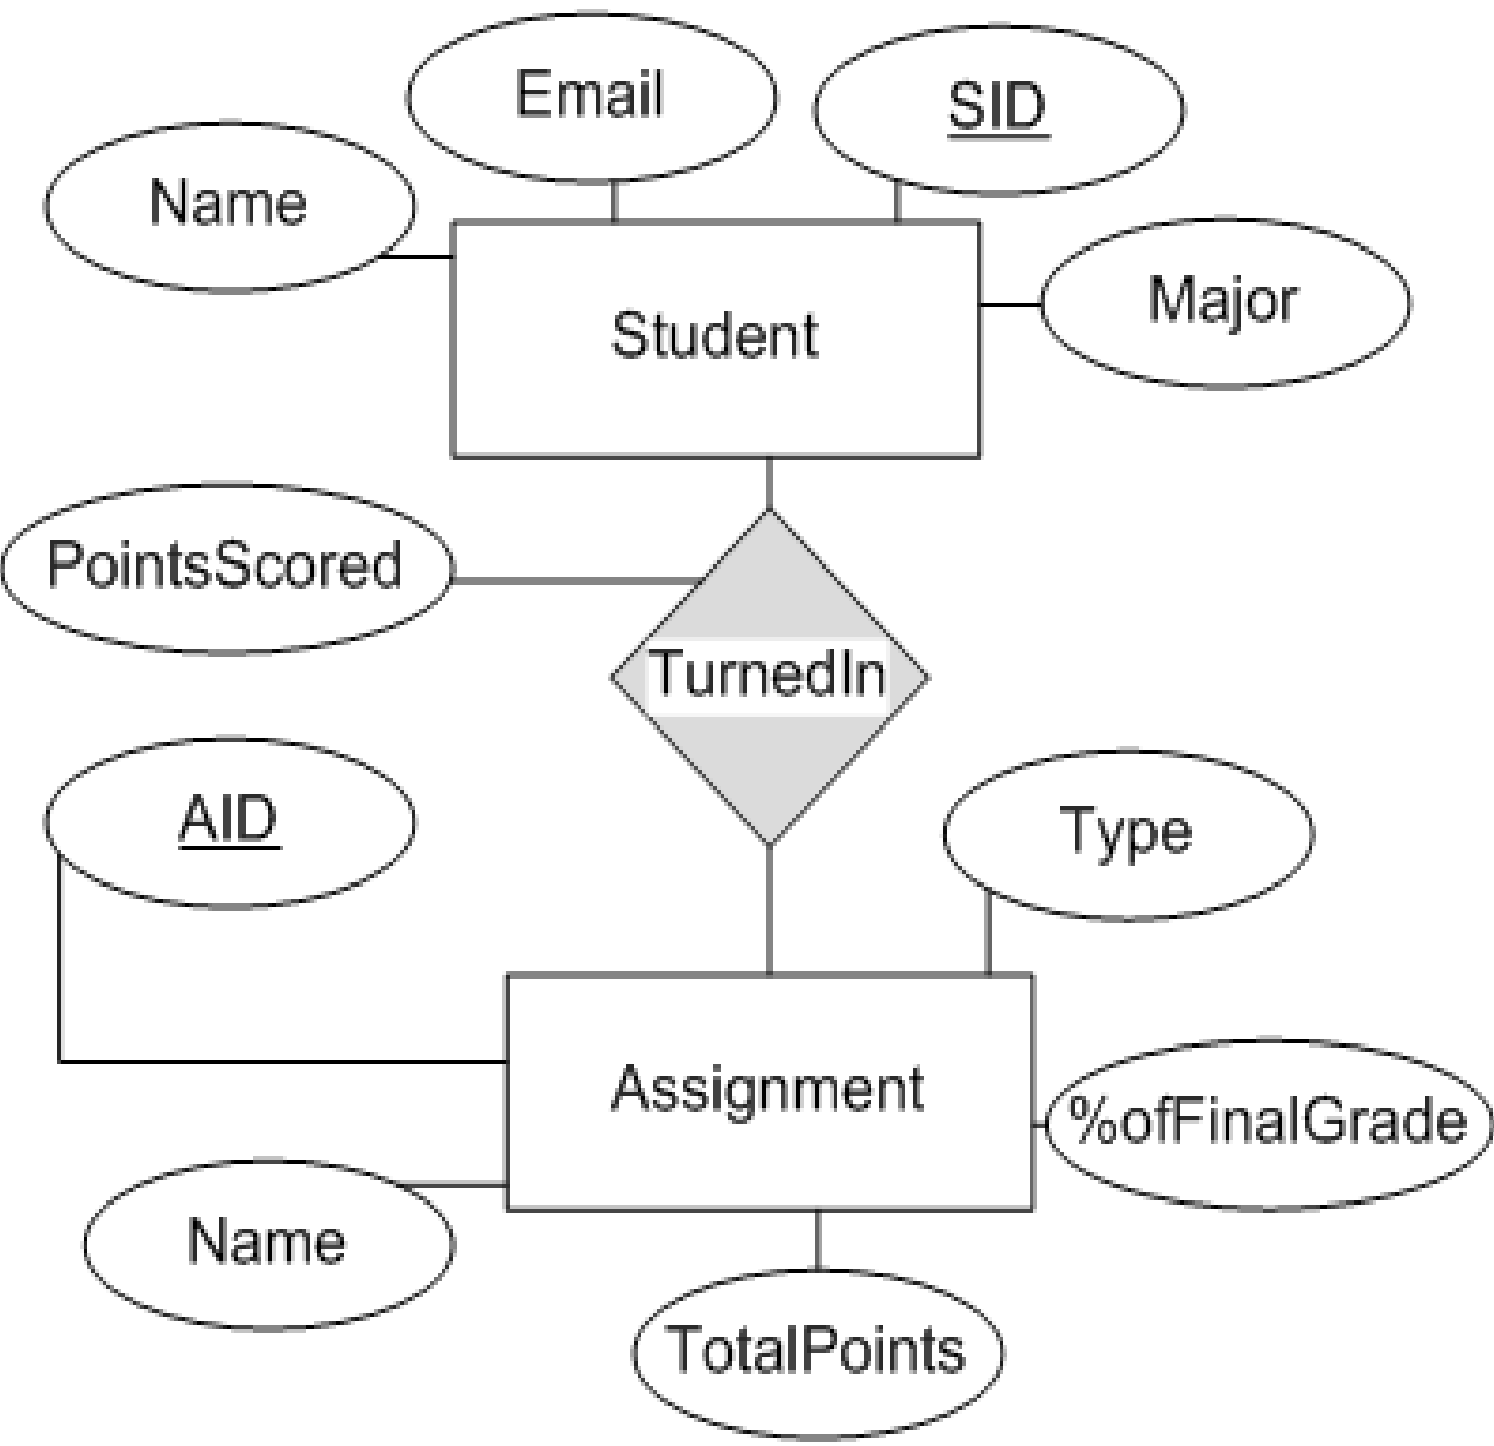 Email
SID
Name
Major
Student
PointsScored
TurnedIn
AID
Type
Assignment
%ofFinalGrade
Name
TotalPoints